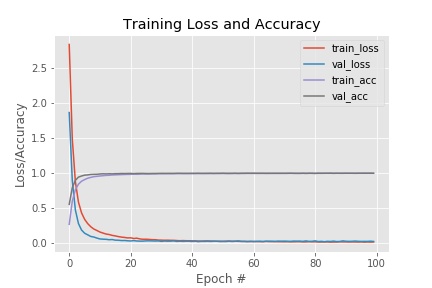 Training Loss and Accuracy
train_loss
val_loss
train_acc
val_acc
2.5
2.0
1.5
1.0
0.5
0.0
Loss/Accuracy
0 20 40 60 80 100
Epoch #